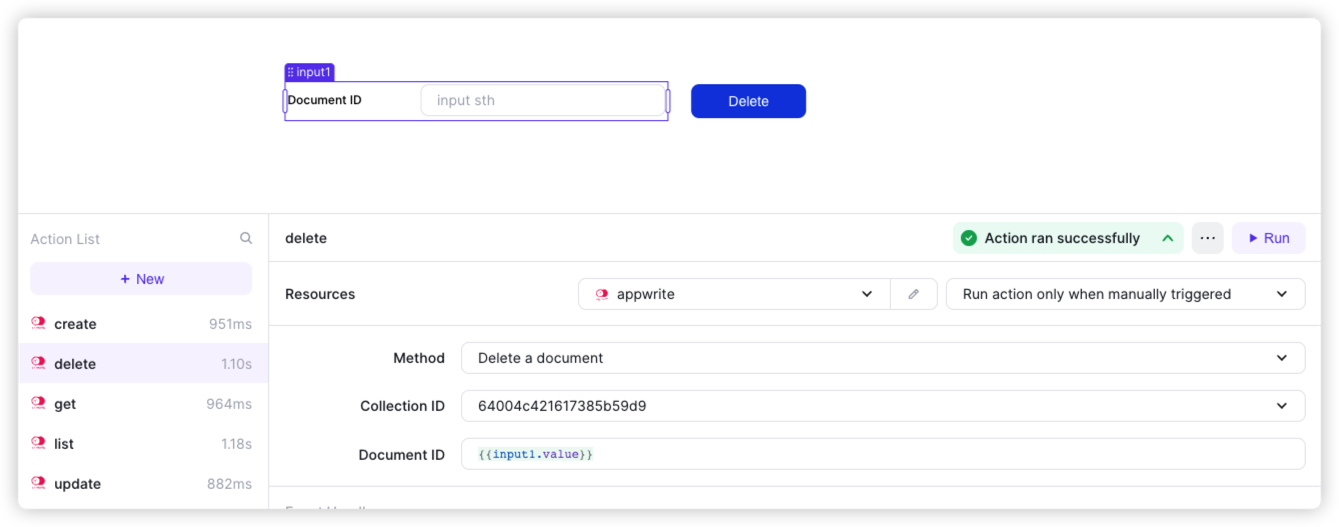 input1
Document ID
input sth
Delete
Action List
+ New
create 951ms
delete 1.10s
get 964ms
list 1.18s
update 882ms
delete
Action ran successfully
...
Run
Resources
appwrite
Run action only when manually triggered
Method
Delete a document
Collection ID
64004c421617385b59d9
Document ID
{{input1.value}}